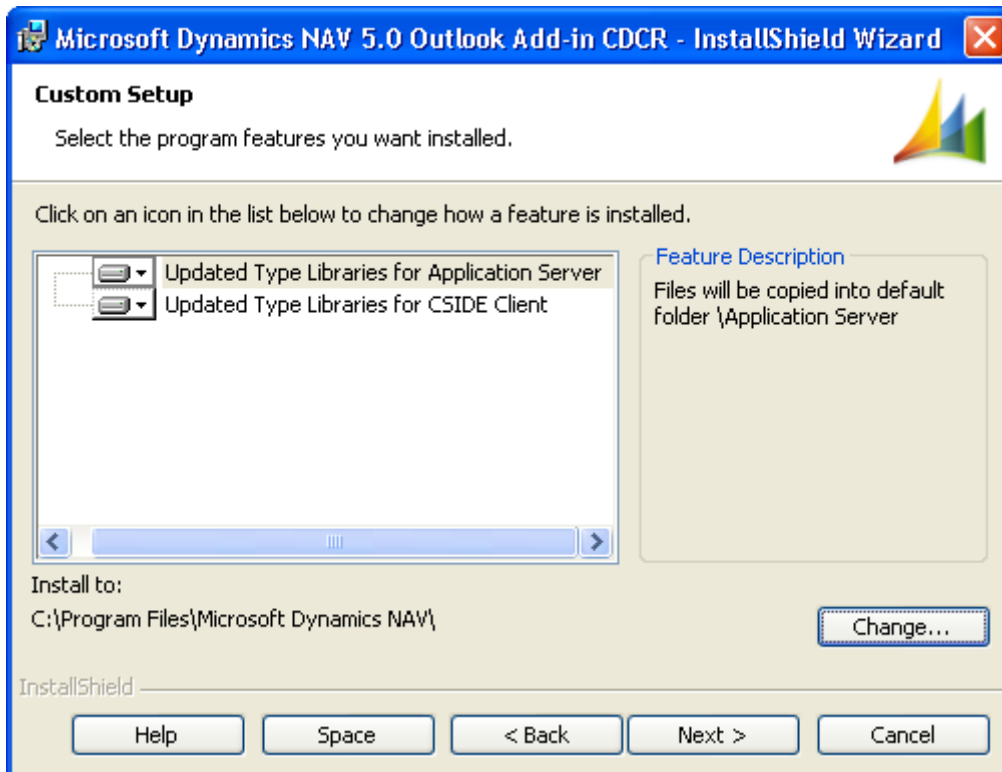 Microsoft Dynamics NAV 5.0 Outlook Add-in CDCR - InstallShield Wizard
Custom Setup
Select the program features you want installed.
Click on an icon in the list below to change how a feature is installed.
Updated Type Libraries for Application Server
Updated Type Libraries for CSIDE Client
Feature Description
Files will be copied into default
folder \Application Server
Install to:
C:\Program Files\Microsoft Dynamics NAV\
Change...
InstallShield
Help
Space
< Back
Next >
Cancel